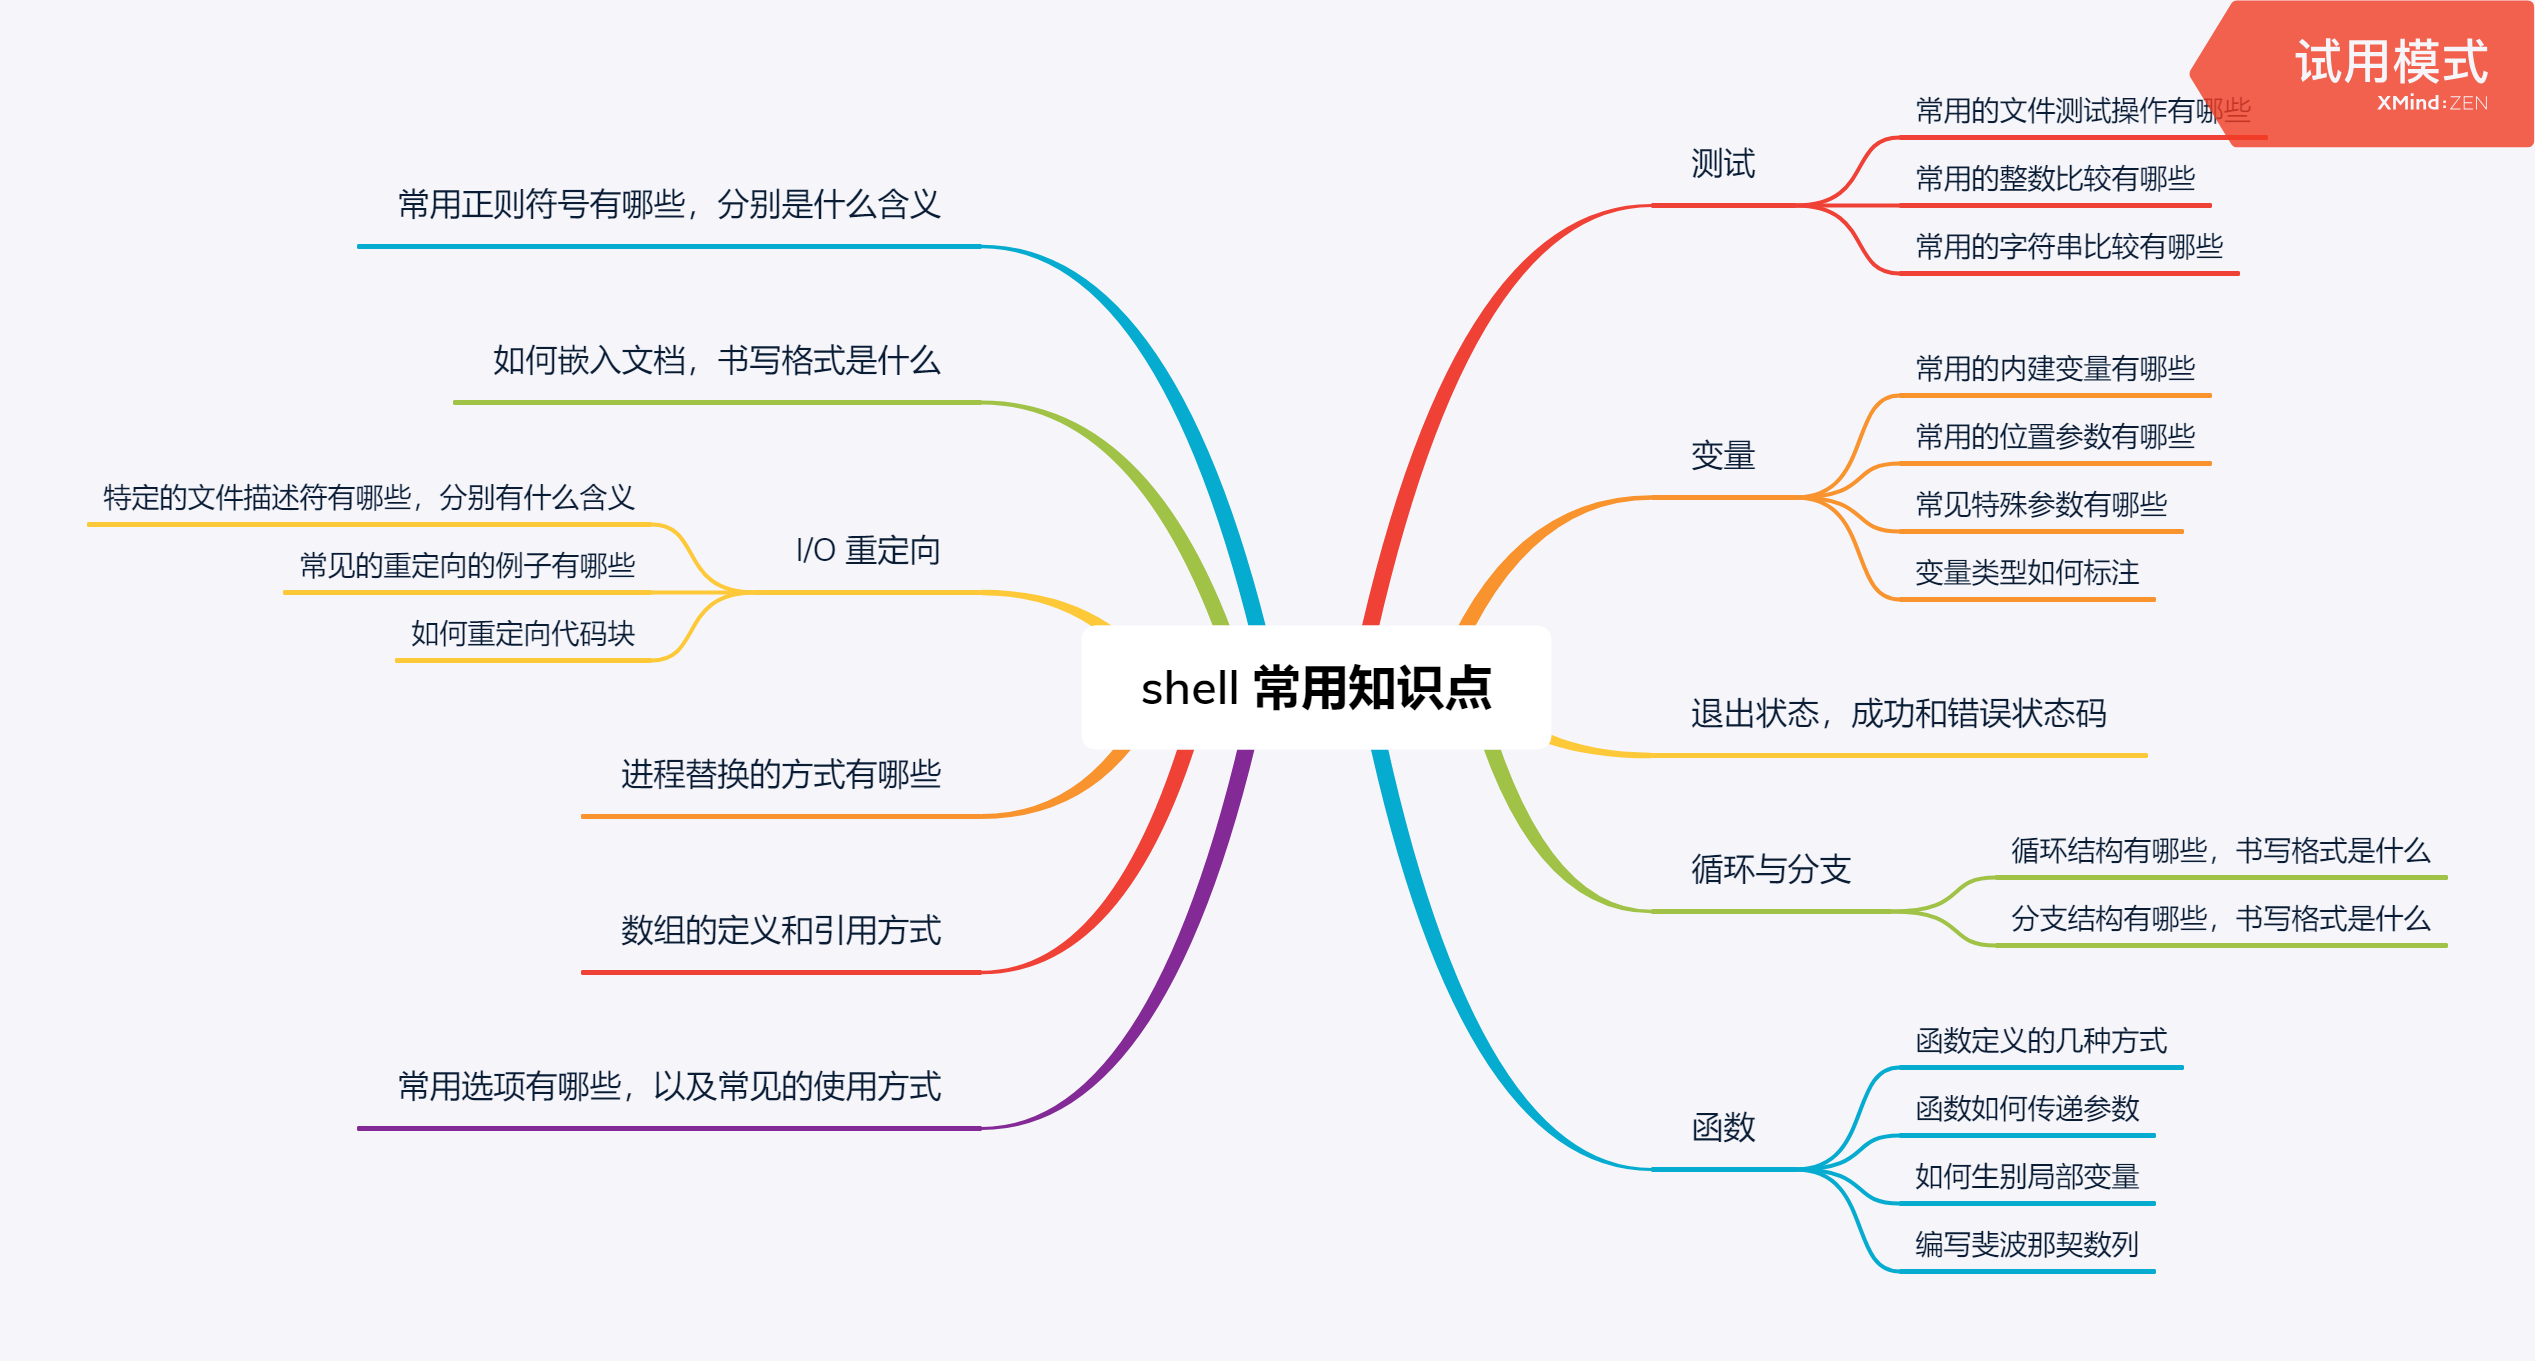 试用模式
XMind:ZEN
shell 常用知识点
测试
常用的文件测试操作有哪些
常用的整数比较有哪些
常用的字符串比较有哪些
变量
常用的内建变量有哪些
常用的位置参数有哪些
常见特殊参数有哪些
变量类型如何标注
退出状态，成功和错误状态码
循环与分支
循环结构有哪些，书写格式是什么
分支结构有哪些，书写格式是什么
函数
函数定义的几种方式
函数如何传递参数
如何生别局部变量
编写斐波那契数列
常用正则符号有哪些，分别是什么含义
如何嵌入文档，书写格式是什么
I/O 重定向
特定的文件描述符有哪些，分别有什么含义
常见的重定向的例子有哪些
如何重定向代码块
进程替换的方式有哪些
数组的定义和引用方式
常用选项有哪些，以及常见的使用方式